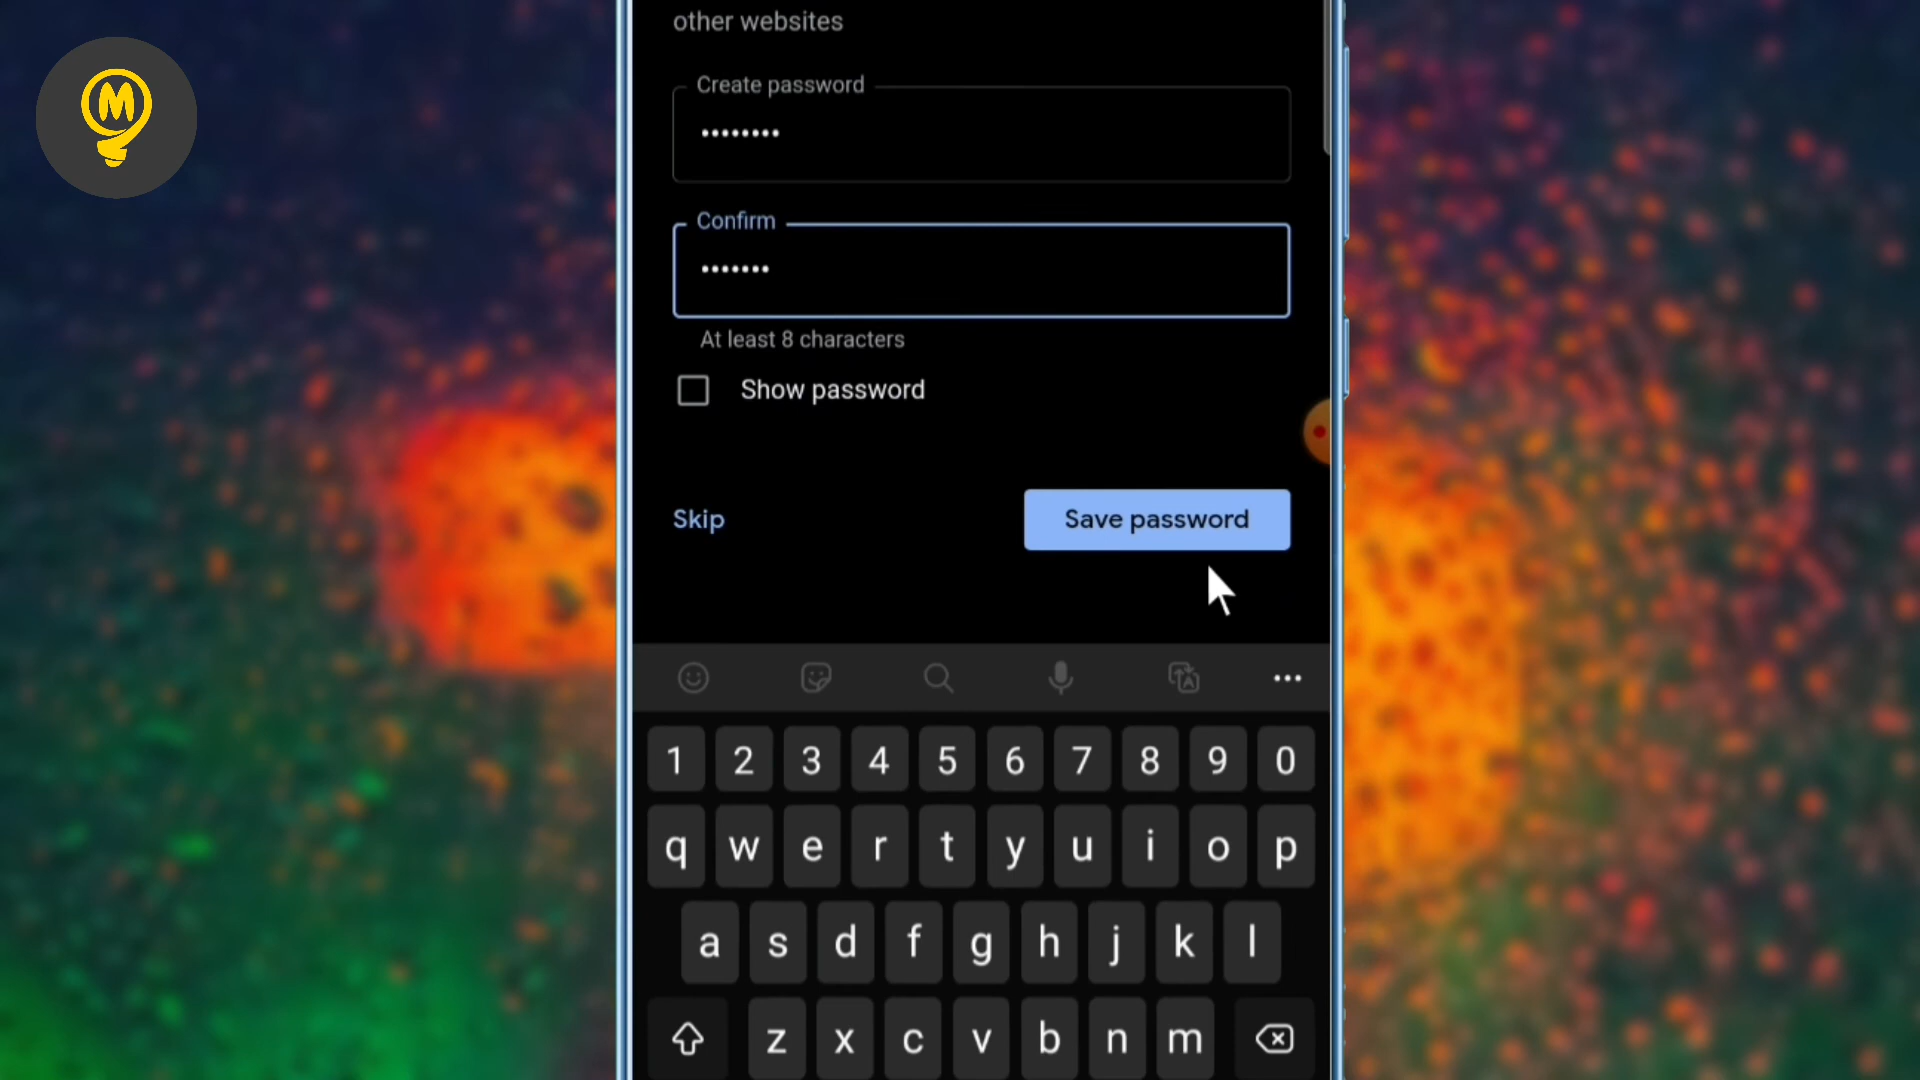 M
other websites
Create password
••••••••
Confirm
•••••••
At least 8 characters
Show password
Skip Save password
1 2 3 4 5 6 7 8 9 0
q w e r t y u i o p
a s d f g h j k l
z x c v b n m